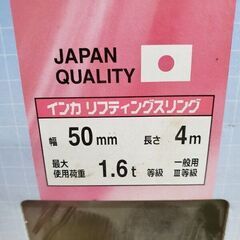 JAPAN
QUALITY
インカ リフティングスリング
幅 50mm 長さ 4m
最大使用荷重 1.6t 一般用等級 Ⅲ等級